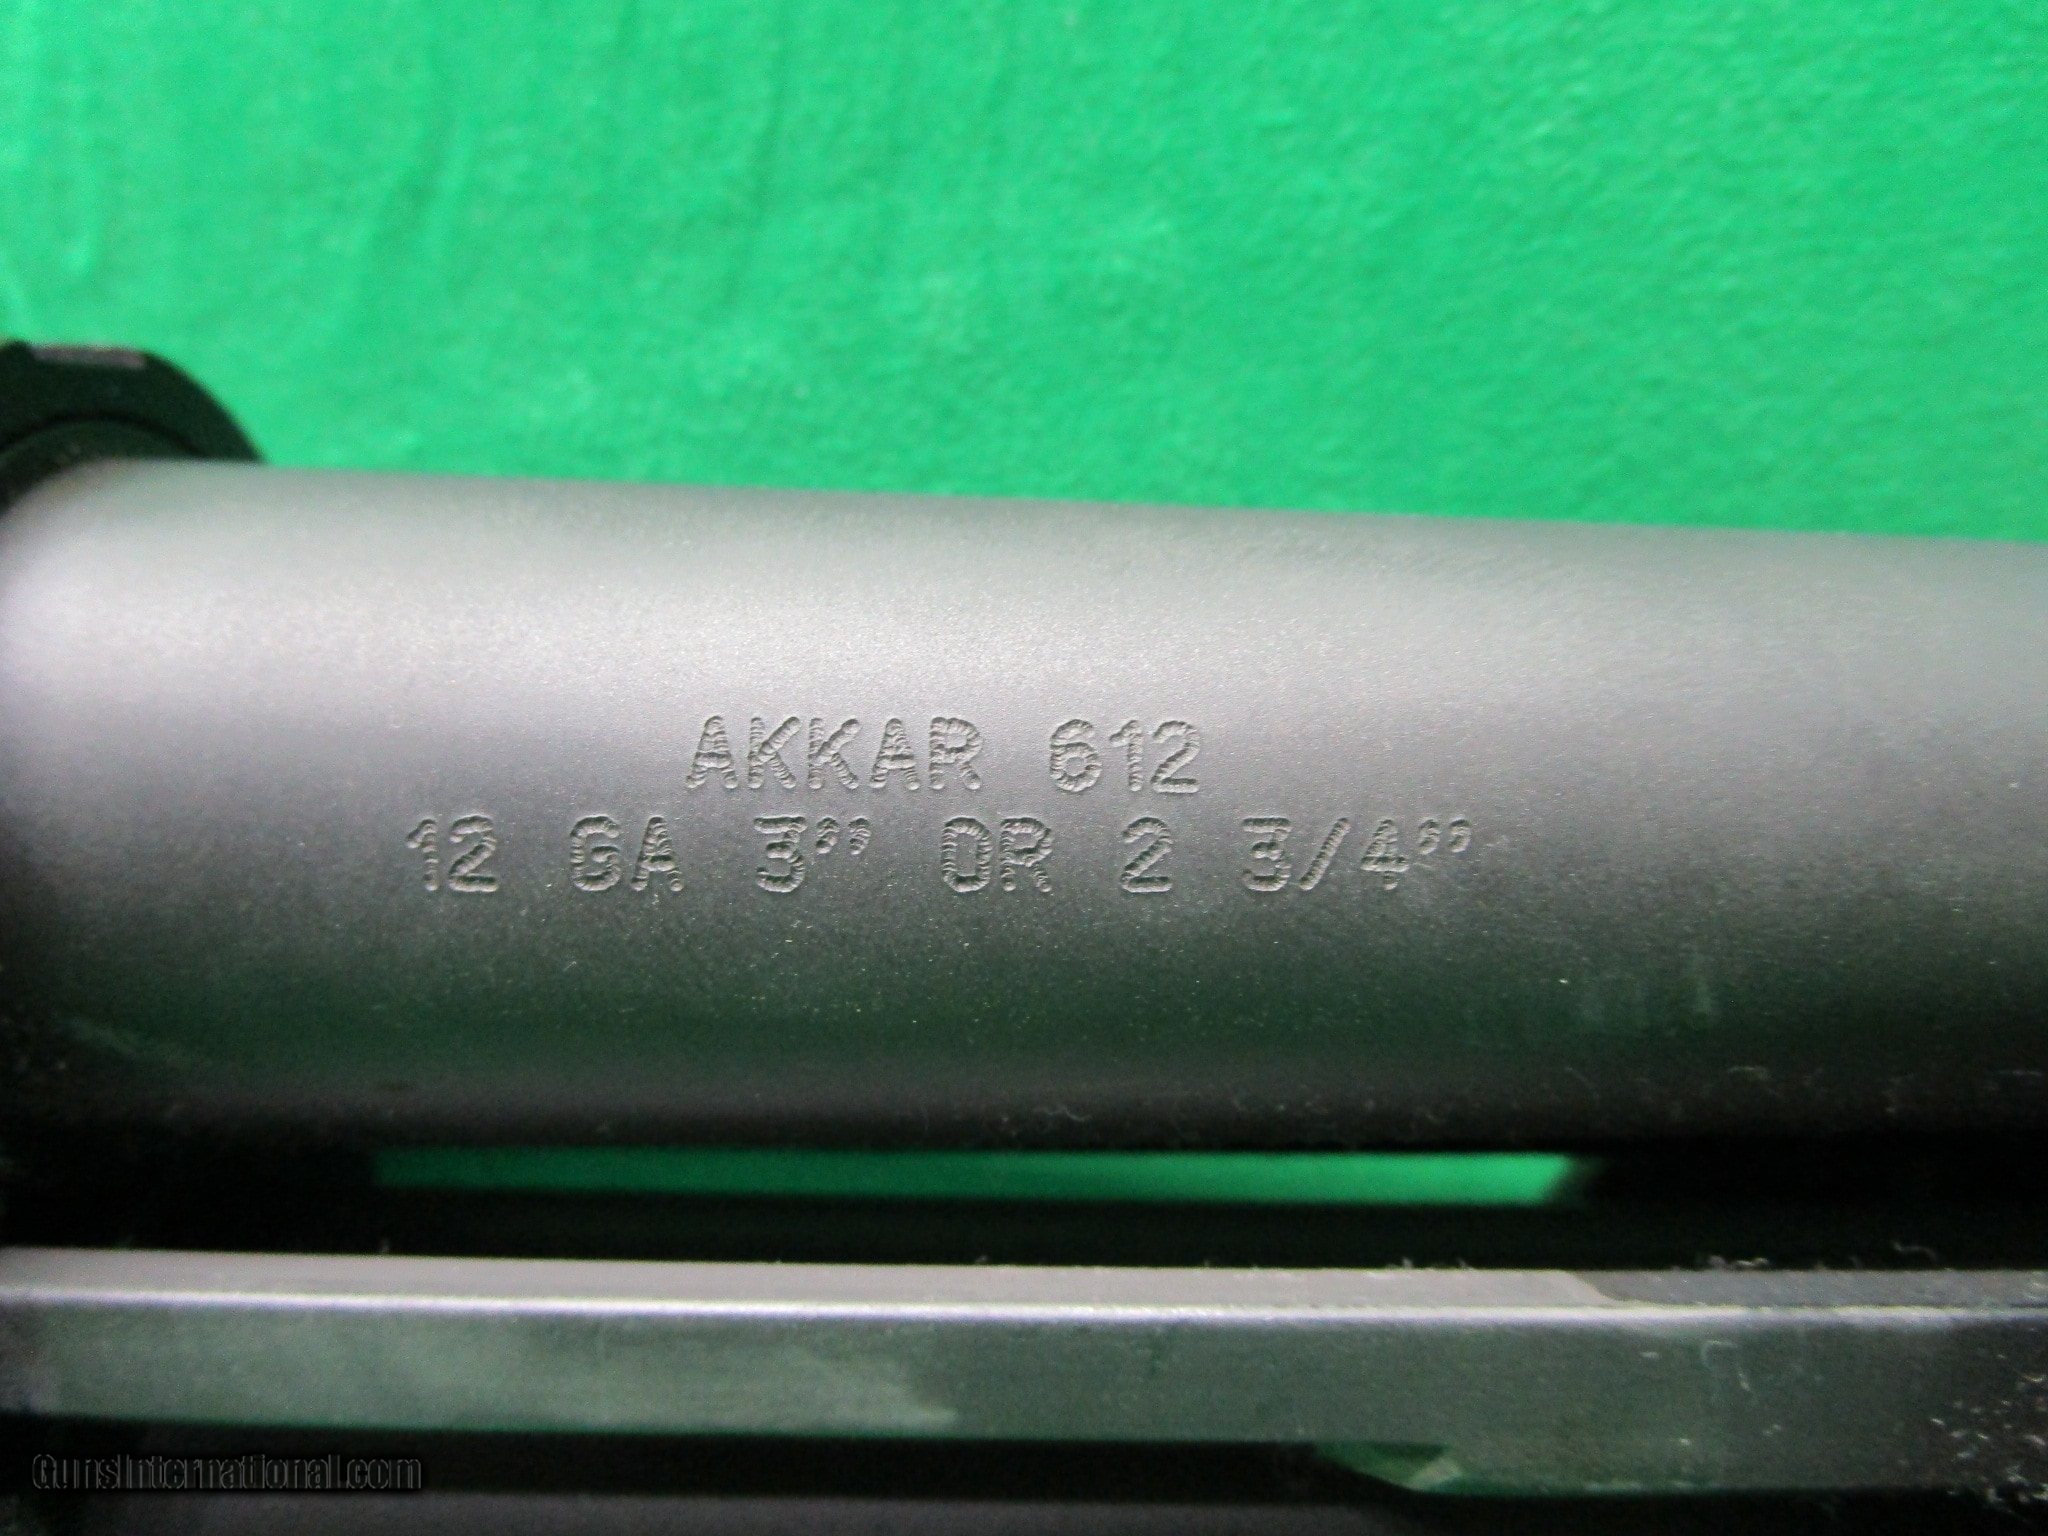 AKKAR 612
12 GA 3” OR 2 3/4”
GunsInternational.com